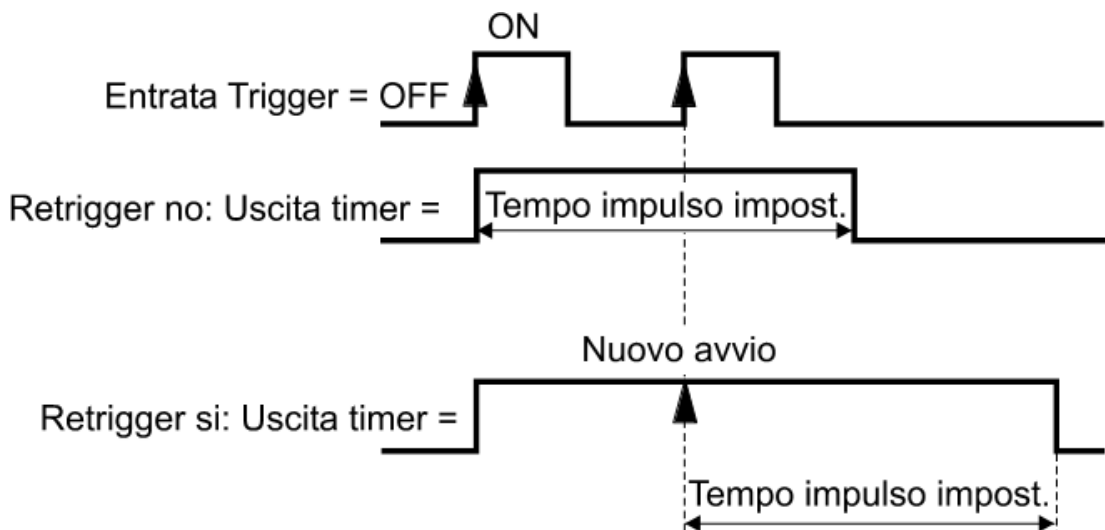 ON
Entrata Trigger = OFF
Retrigger no: Uscita timer =
Tempo impulso impost.
Nuovo avvio
Retrigger si: Uscita timer =
Tempo impulso impost.